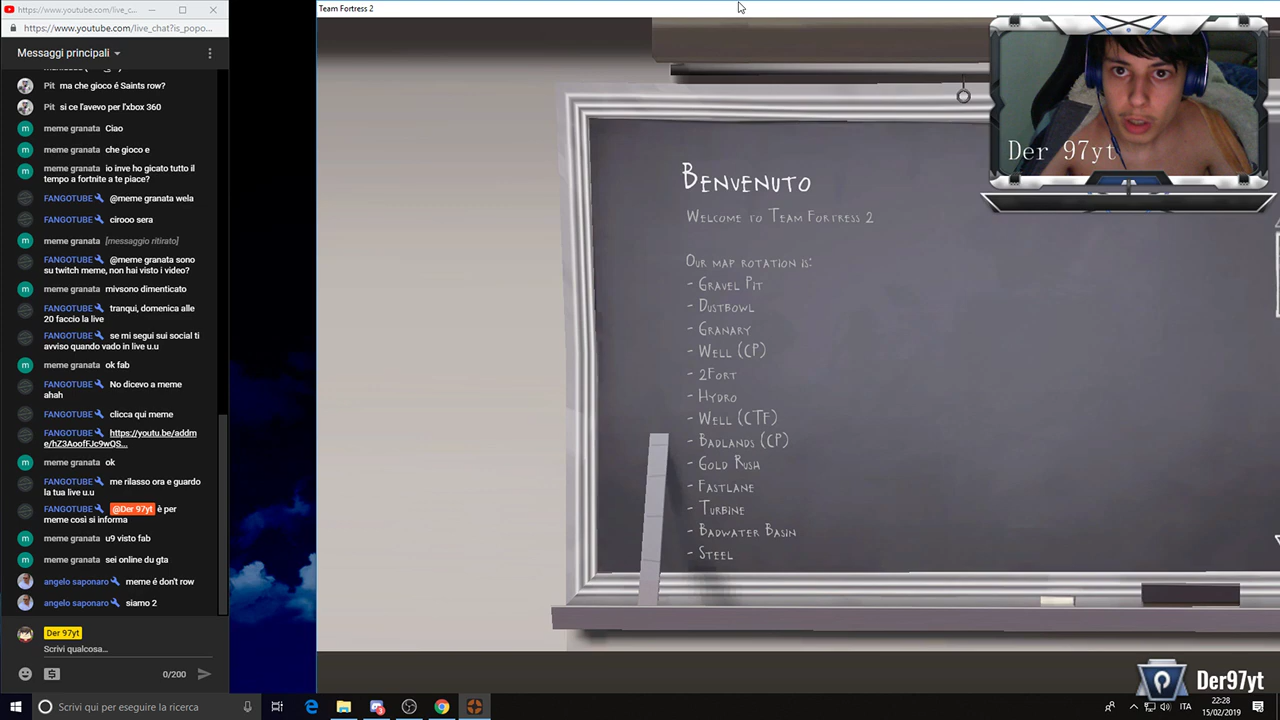 https://www.youtube.com/live_c...
https://www.youtube.com/live_chat?is_popo...
Messaggi principali
Pit ma che gioco é Saints row?
Pit si ce l'avevo per l'xbox 360
meme granata Ciao
meme granata che gioco e
meme granata io inve ho gicato tutto il
tempo a fortnite a te piace?
FANGOTUBE @meme granata wela
FANGOTUBE cirooo sera
meme granata [messaggio ritirato]
FANGOTUBE @meme granata sono
su twitch meme, non hai visto i video?
meme granata mivsono dimenticato
FANGOTUBE tranqui, domenica alle
20 faccio la live
FANGOTUBE se mi segui sui social ti
avviso quando vado in live u.u
meme granata ok fab
FANGOTUBE No dicevo a meme
ahah
FANGOTUBE clicca qui meme
FANGOTUBE https://youtu.be/addm
e/hZ3AoofFJc9wQS...
meme granata ok
FANGOTUBE me rilasso ora e guardo
la tua live u.u
FANGOTUBE @Der 97yt è per
meme così si informa
meme granata u9 visto fab
meme granata sei online du gta
angelo saponaro meme é don't row
angelo saponaro siamo 2
Der 97yt
Scrivi qualcosa...
0/200
Team Fortress 2
Benvenuto
Welcome to Team Fortress 2
Our map rotation is:
- Gravel Pit
- Dustbowl
- Granary
- Well (CP)
- 2Fort
- Hydro
- Well (CTF)
- Badlands (CP)
- Gold Rush
- Fastlane
- Turbine
- Badwater Basin
- Steel
Der 97yt
Der97yt
Scrivi qui per eseguire la ricerca
ITA
22:28
15/02/2019